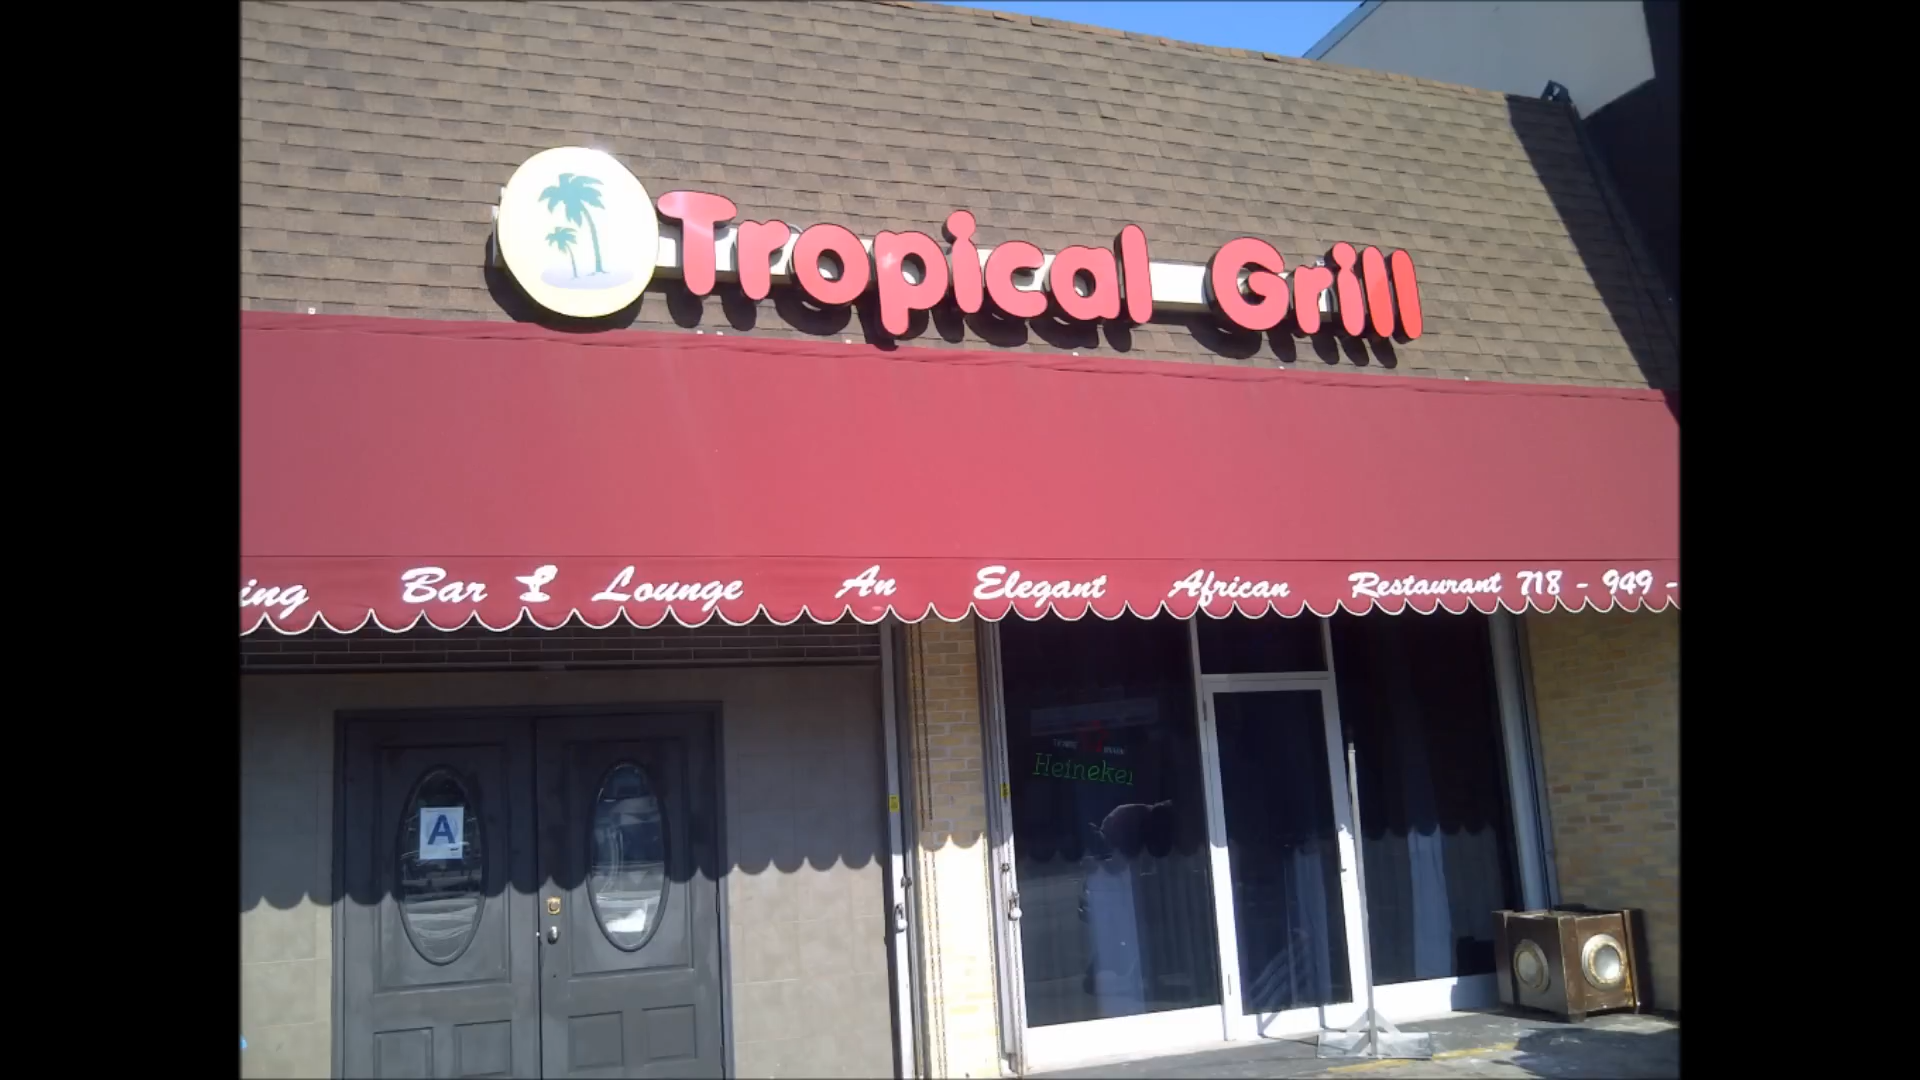 Tropical Grill
ing Bar & Lounge An Elegant African Restaurant 718 - 949 -
Heineken
A